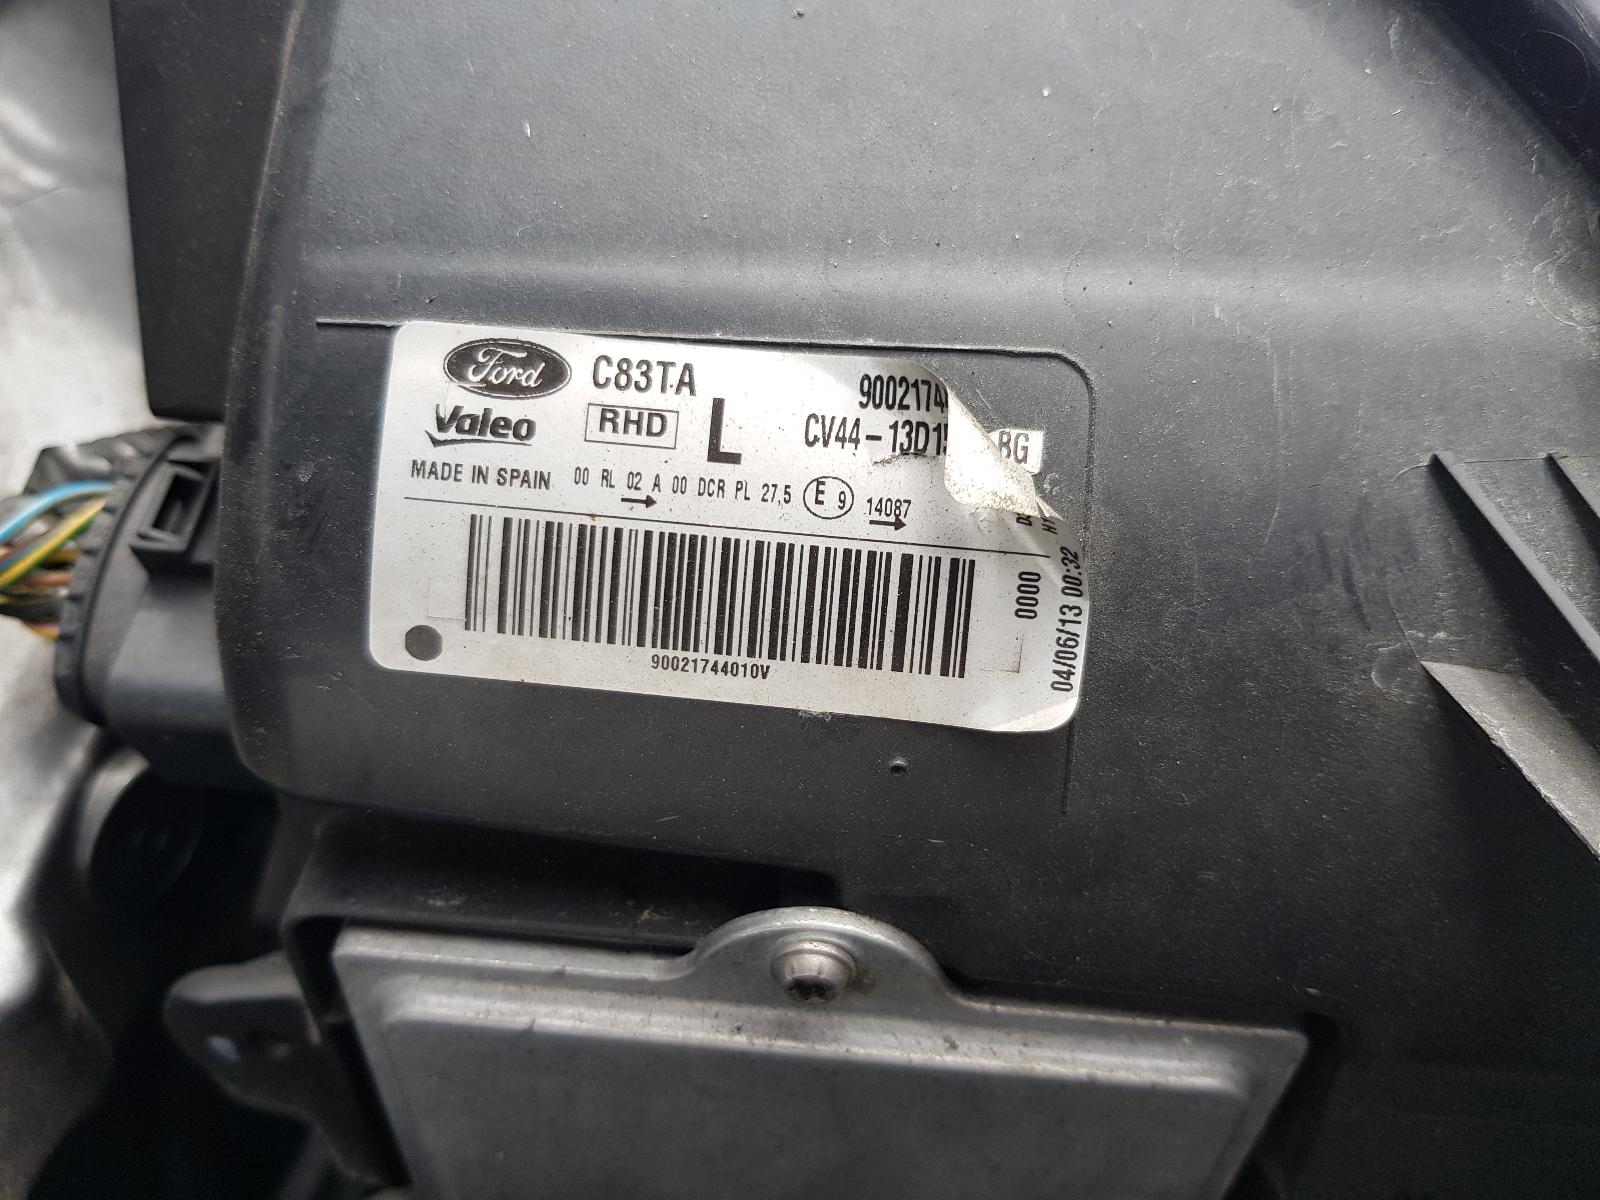 Ford C83TA
Valeo RHD L CV44-13D15 BG
MADE IN SPAIN 00 RL 02 A 00 DCR PL 27,5 E 9 14087
0000
04/06/13 00:32
90021744010V